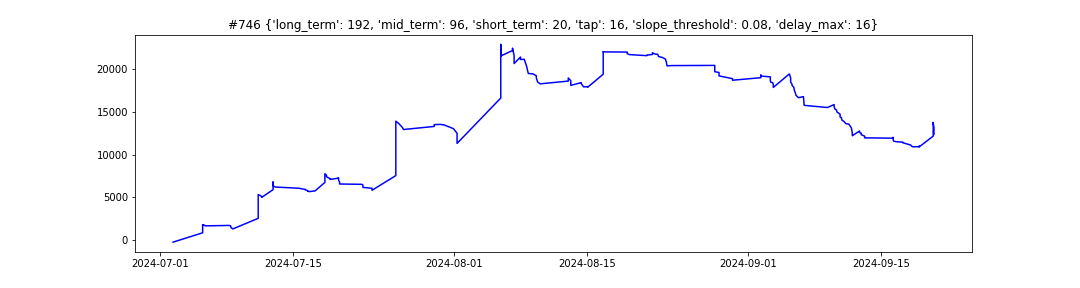 #746 {'long_term': 192, 'mid_term': 96, 'short_term': 20, 'tap': 16, 'slope_threshold': 0.08, 'delay_max': 16}
20000
15000
10000
5000
0
2024-07-01 2024-07-15 2024-08-01 2024-08-15 2024-09-01 2024-09-15